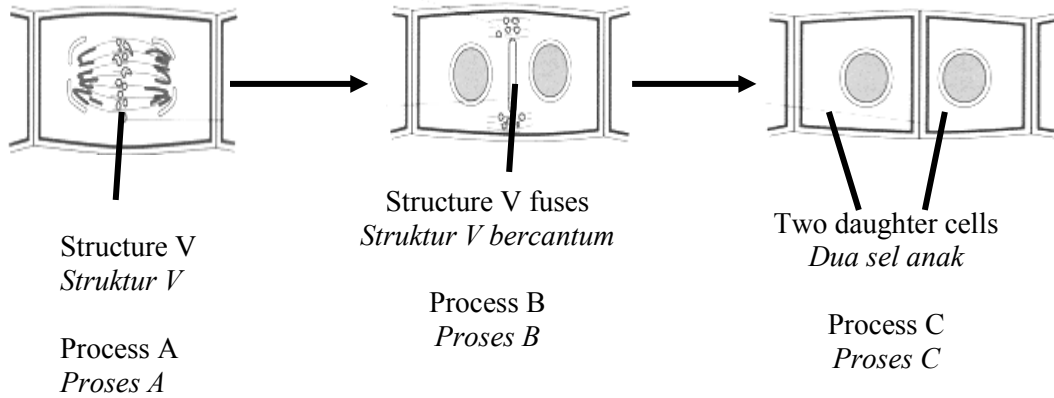 Structure V
Struktur V
Process A
Proses A
Structure V fuses
Struktur V bercantum
Process B
Proses B
Two daughter cells
Dua sel anak
Process C
Proses C